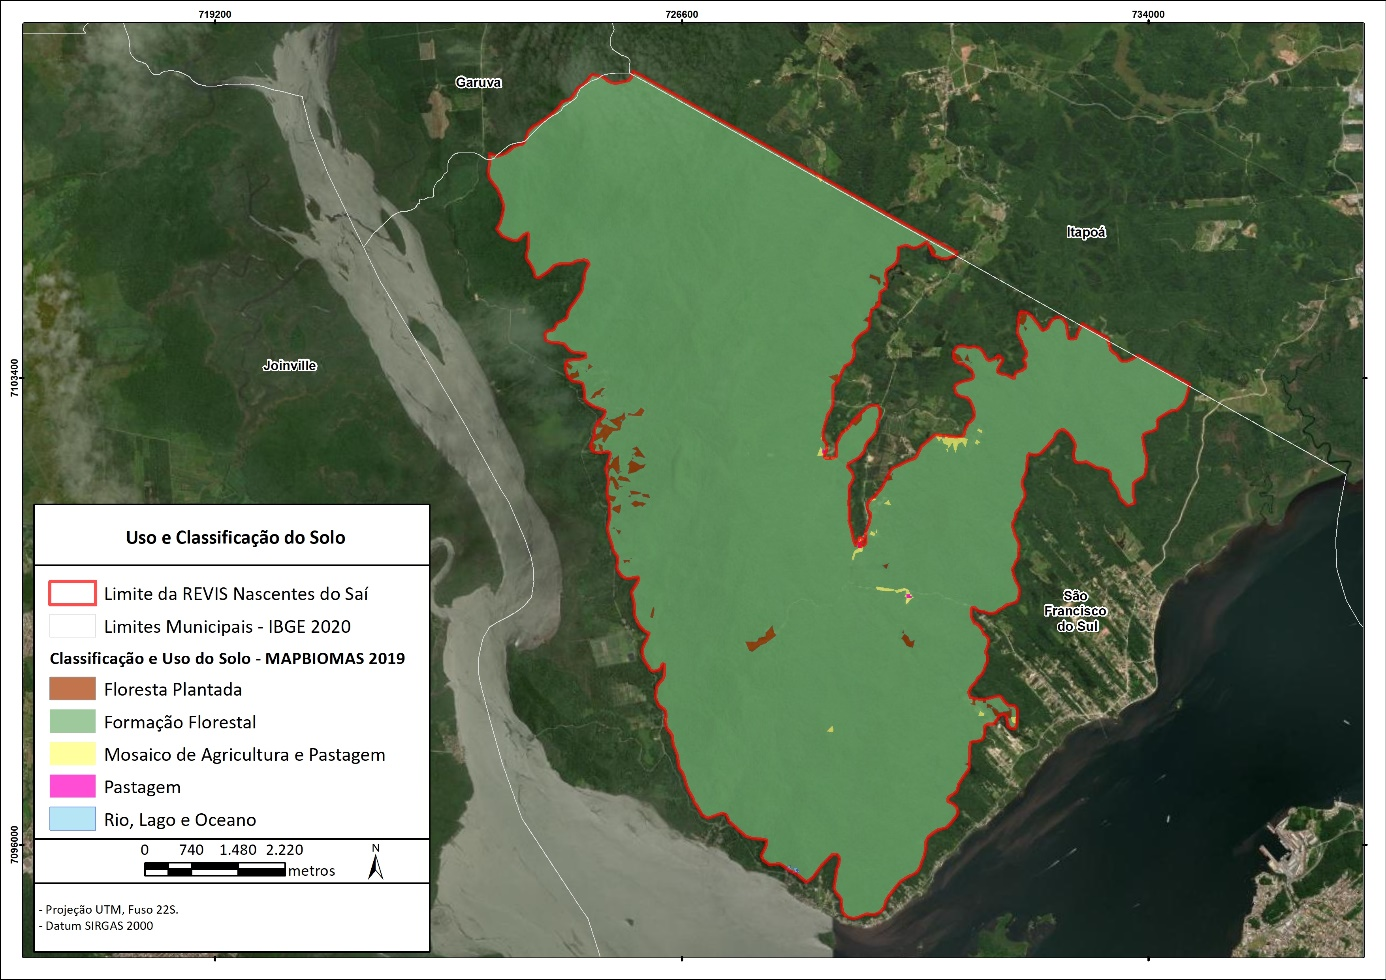 719200
726600
734000
Garuva
Itapoá
Joinville
7103400
São
Francisco
do Sul
7096000
Uso e Classificação do Solo
Limite da REVIS Nascentes do Saí
Limites Municipais - IBGE 2020
Classificação e Uso do Solo - MAPBIOMAS 2019
Floresta Plantada
Formação Florestal
Mosaico de Agricultura e Pastagem
Pastagem
Rio, Lago e Oceano
0 740 1.480 2.220
metros
N
- Projeção UTM, Fuso 22S.
- Datum SIRGAS 2000